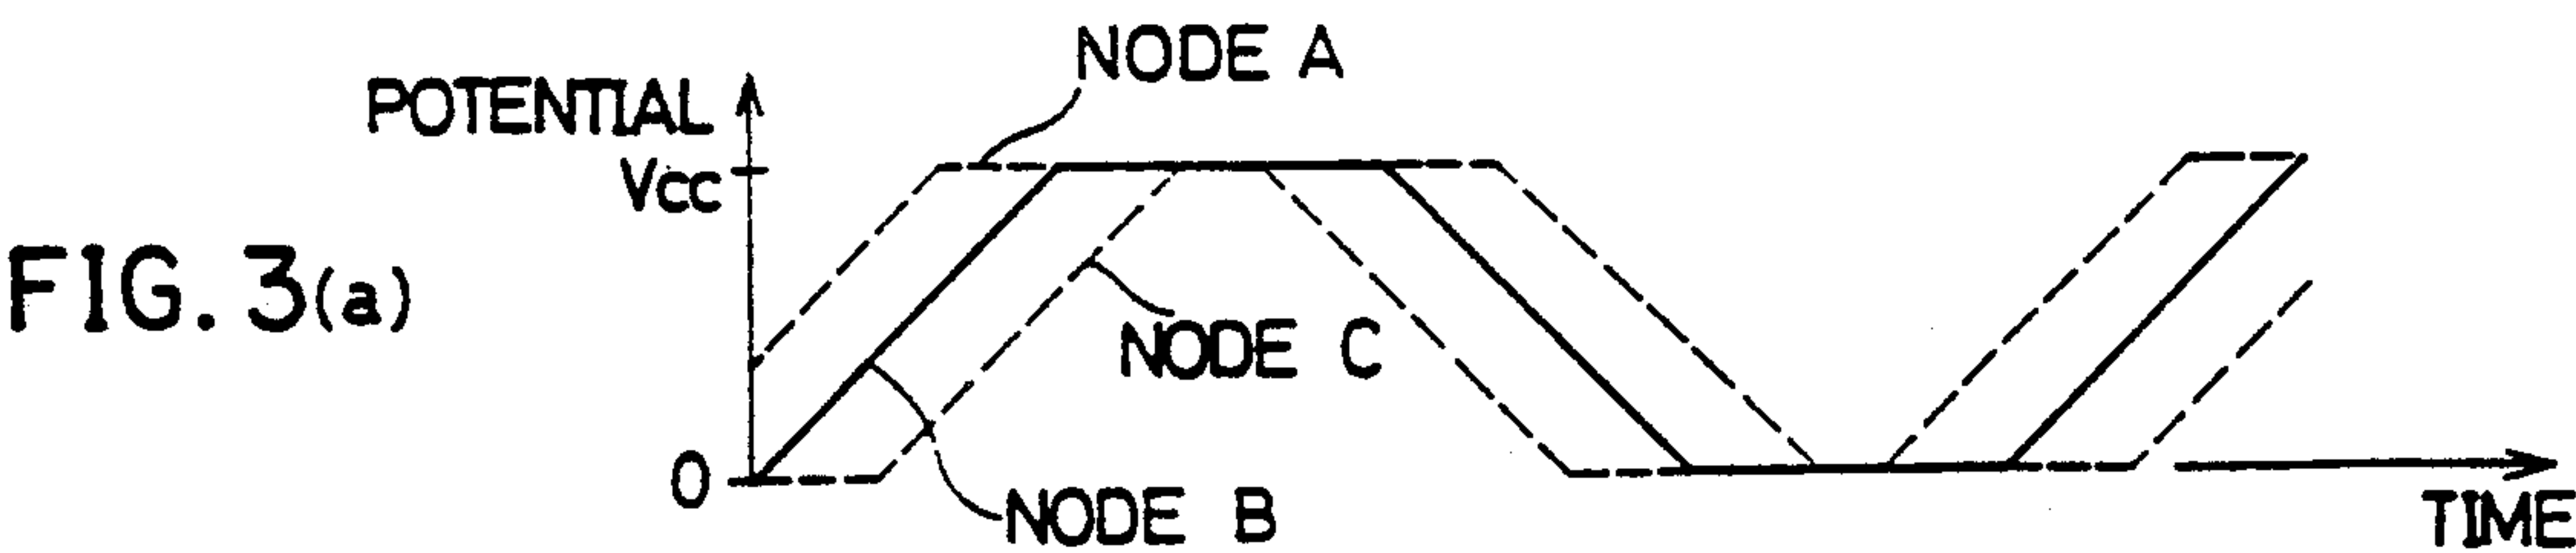 NODE A
POTENTIAL
Vcc
FIG. 3(a)
NODE C
0
NODE B
TIME